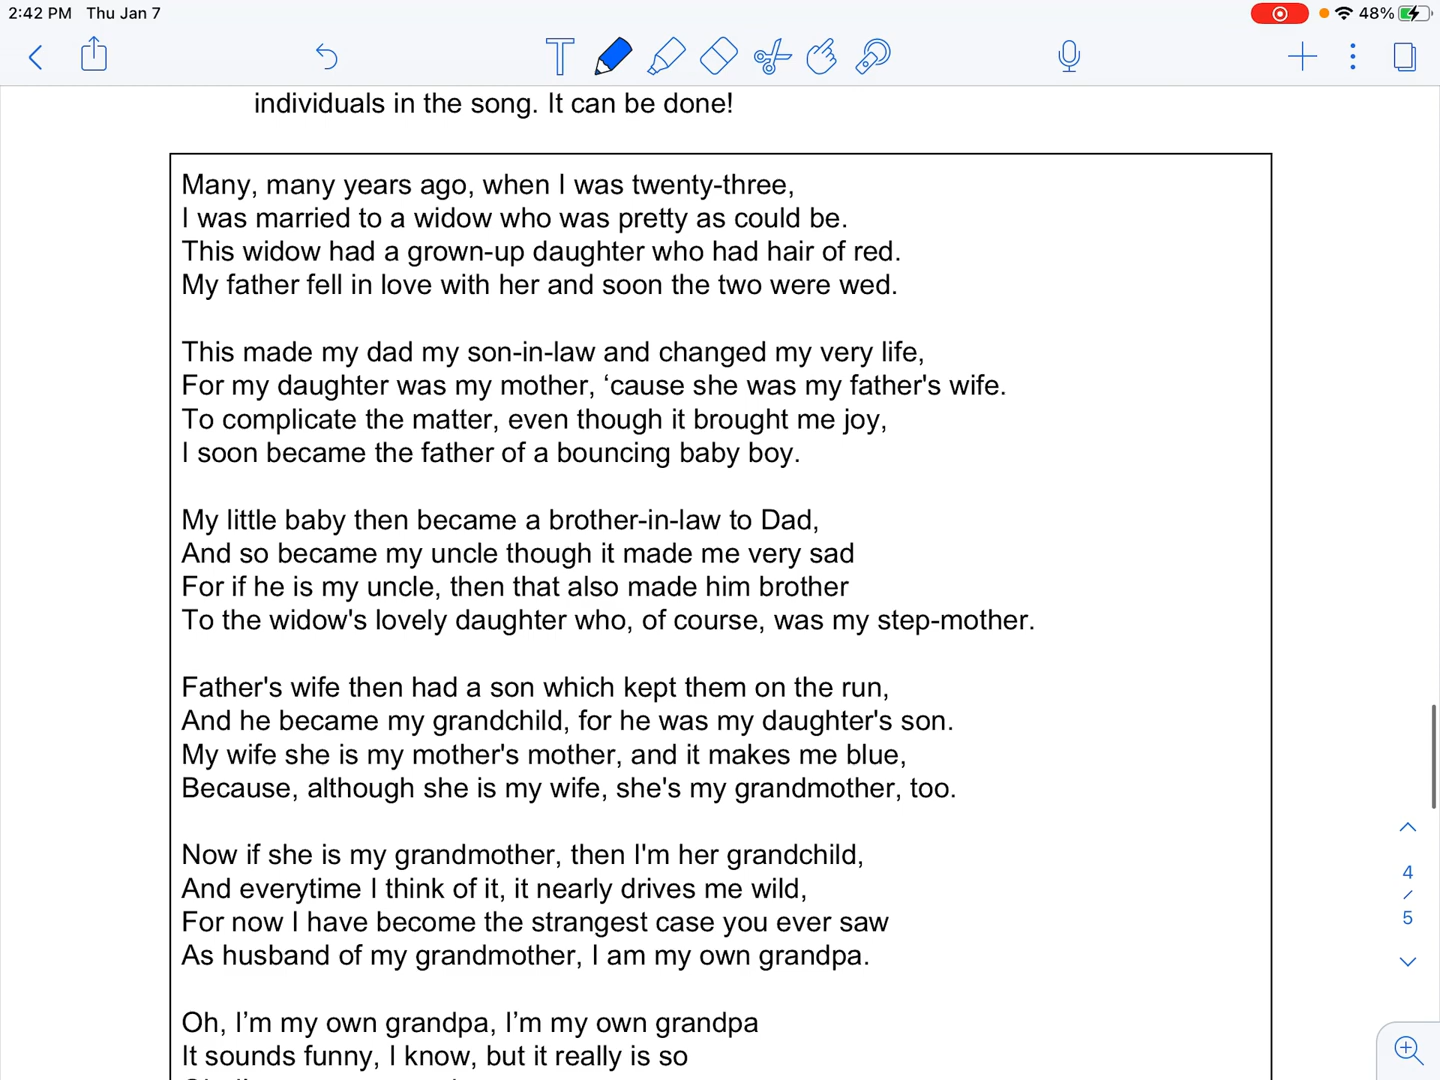 2:42 PM Thu Jan 7
48%
individuals in the song. It can be done!
Many, many years ago, when I was twenty-three,
I was married to a widow who was pretty as could be.
This widow had a grown-up daughter who had hair of red.
My father fell in love with her and soon the two were wed.
This made my dad my son-in-law and changed my very life,
For my daughter was my mother, ‘cause she was my father's wife.
To complicate the matter, even though it brought me joy,
I soon became the father of a bouncing baby boy.
My little baby then became a brother-in-law to Dad,
And so became my uncle though it made me very sad
For if he is my uncle, then that also made him brother
To the widow's lovely daughter who, of course, was my step-mother.
Father's wife then had a son which kept them on the run,
And he became my grandchild, for he was my daughter's son.
My wife she is my mother's mother, and it makes me blue,
Because, although she is my wife, she's my grandmother, too.
Now if she is my grandmother, then I'm her grandchild,
And everytime I think of it, it nearly drives me wild,
For now I have become the strangest case you ever saw
As husband of my grandmother, I am my own grandpa.
Oh, I’m my own grandpa, I’m my own grandpa
It sounds funny, I know, but it really is so
4
/
5